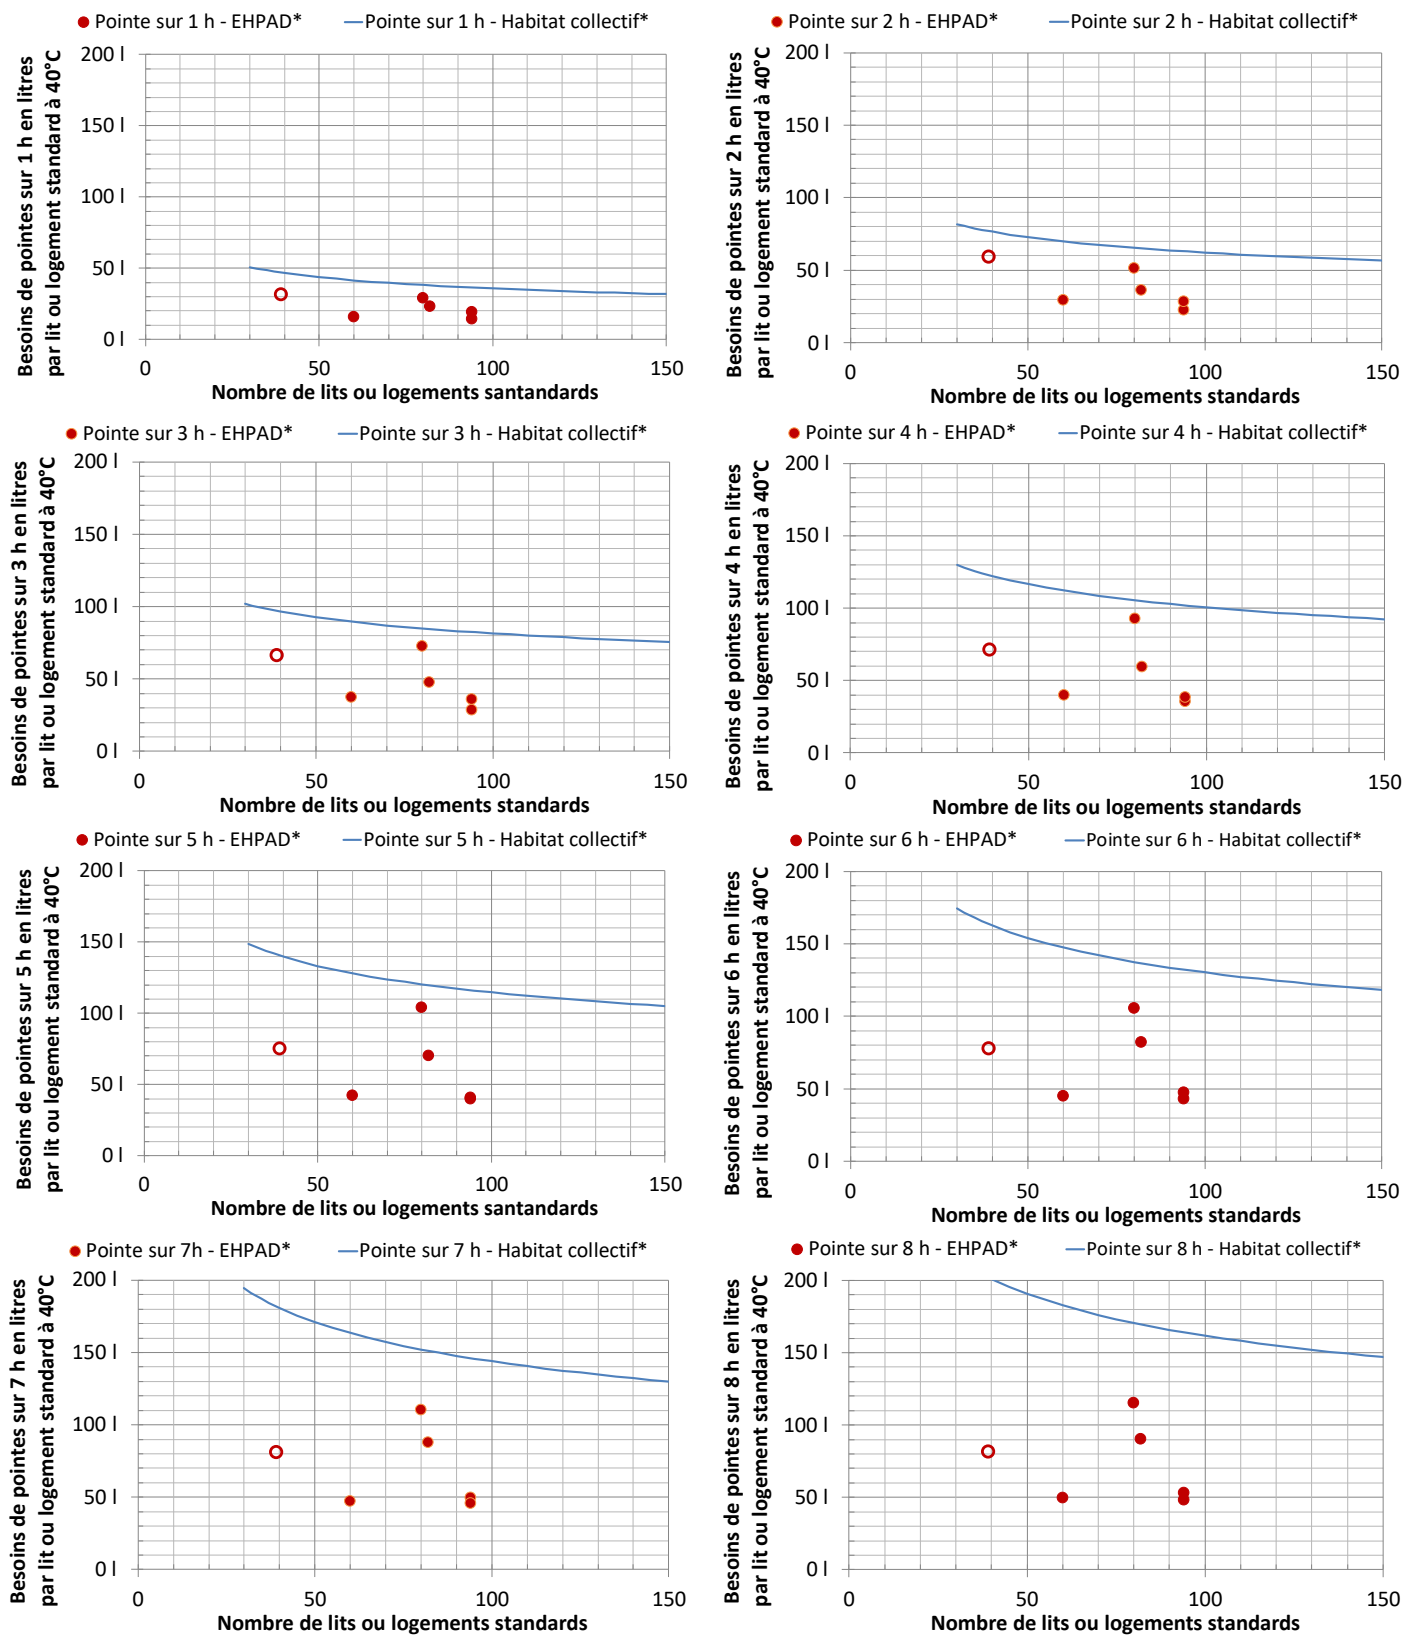 Pointe sur 1 h - EHPAD* Pointe sur 1 h - Habitat collectif*
Besoins de pointes sur 1 h en litres
par lit ou logement standard à 40°C
200 l
150 l
100 l
50 l
0 l
0 50 100 150
Nombre de lits ou logements santandards
Pointe sur 2 h - EHPAD* Pointe sur 2 h - Habitat collectif*
Besoins de pointes sur 2 h en litres
par lit ou logement standard à 40°C
200 l
150 l
100 l
50 l
0 l
0 50 100 150
Nombre de lits ou logements standards
Pointe sur 3 h - EHPAD* Pointe sur 3 h - Habitat collectif*
Besoins de pointes sur 3 h en litres
par lit ou logement standard à 40°C
200 l
150 l
100 l
50 l
0 l
0 50 100 150
Nombre de lits ou logements standards
Pointe sur 4 h - EHPAD* Pointe sur 4 h - Habitat collectif*
Besoins de pointes sur 4 h en litres
par lit ou logement standard à 40°C
200 l
150 l
100 l
50 l
0 l
0 50 100 150
Nombre de lits ou logements standards
Pointe sur 5 h - EHPAD* Pointe sur 5 h - Habitat collectif*
Besoins de pointes sur 5 h en litres
par lit ou logement standard à 40°C
200 l
150 l
100 l
50 l
0 l
0 50 100 150
Nombre de lits ou logements santandards
Pointe sur 6 h - EHPAD* Pointe sur 6 h - Habitat collectif*
Besoins de pointes sur 6 h en litres
par lit ou logement standard à 40°C
200 l
150 l
100 l
50 l
0 l
0 50 100 150
Nombre de lits ou logements standards
Pointe sur 7h - EHPAD* Pointe sur 7 h - Habitat collectif*
Besoins de pointes sur 7 h en litres
par lit ou logement standard à 40°C
200 l
150 l
100 l
50 l
0 l
0 50 100 150
Nombre de lits ou logements standards
Pointe sur 8 h - EHPAD* Pointe sur 8 h - Habitat collectif*
Besoins de pointes sur 8 h en litres
par lit ou logement standard à 40°C
200 l
150 l
100 l
50 l
0 l
0 50 100 150
Nombre de lits ou logements standards